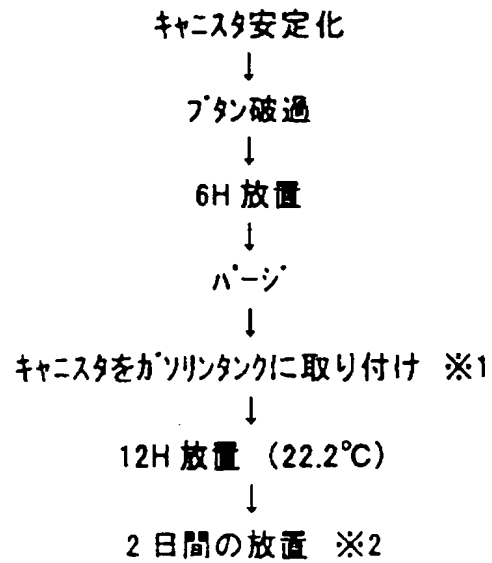 キャニスタ安定化
↓
ブタン破過
↓
6H 放置
↓
パージ
↓
キャニスタをガソリンタンクに取り付け ※1
↓
12H 放置 (22.2℃)
↓
2 日間の放置 ※2